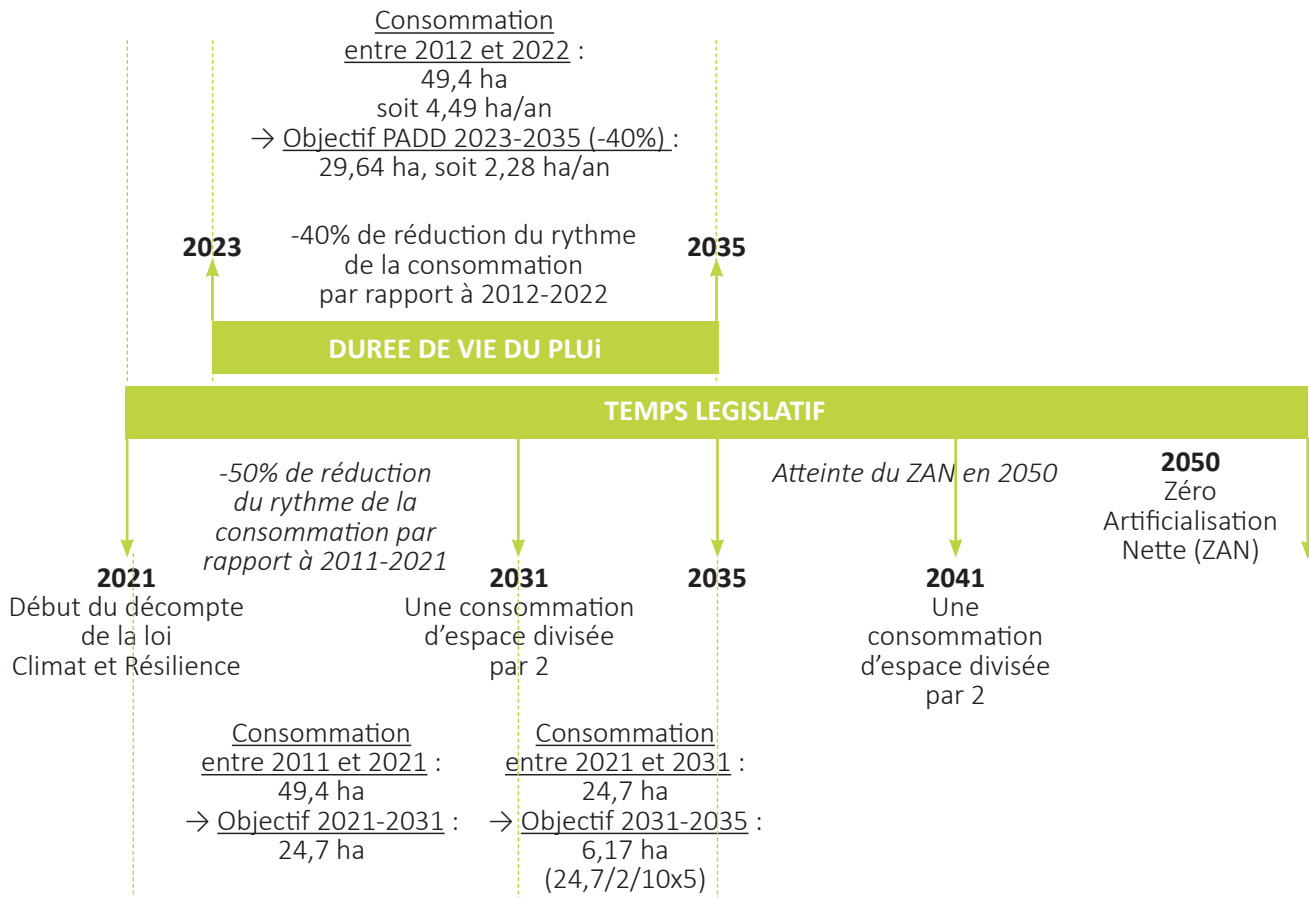 Consommation
entre 2012 et 2022 :
49,4 ha
soit 4,49 ha/an
→ Objectif PADD 2023-2035 (-40%) :
29,64 ha, soit 2,28 ha/an
2023
-40% de réduction du rythme
de la consommation
par rapport à 2012-2022
2035
DUREE DE VIE DU PLUi
TEMPS LEGISLATIF
-50% de réduction
du rythme de la
consommation par
rapport à 2011-2021
Atteinte du ZAN en 2050
2050
Zéro
Artificialisation
Nette (ZAN)
2021
Début du décompte
de la loi
Climat et Résilience
2031
Une consommation
d'espace divisée
par 2
2035
2041
Une
consommation
d'espace divisée
par 2
Consommation
entre 2011 et 2021 :
49,4 ha
→ Objectif 2021-2031 :
24,7 ha
Consommation
entre 2021 et 2031 :
24,7 ha
→ Objectif 2031-2035 :
6,17 ha
(24,7/2/10x5)